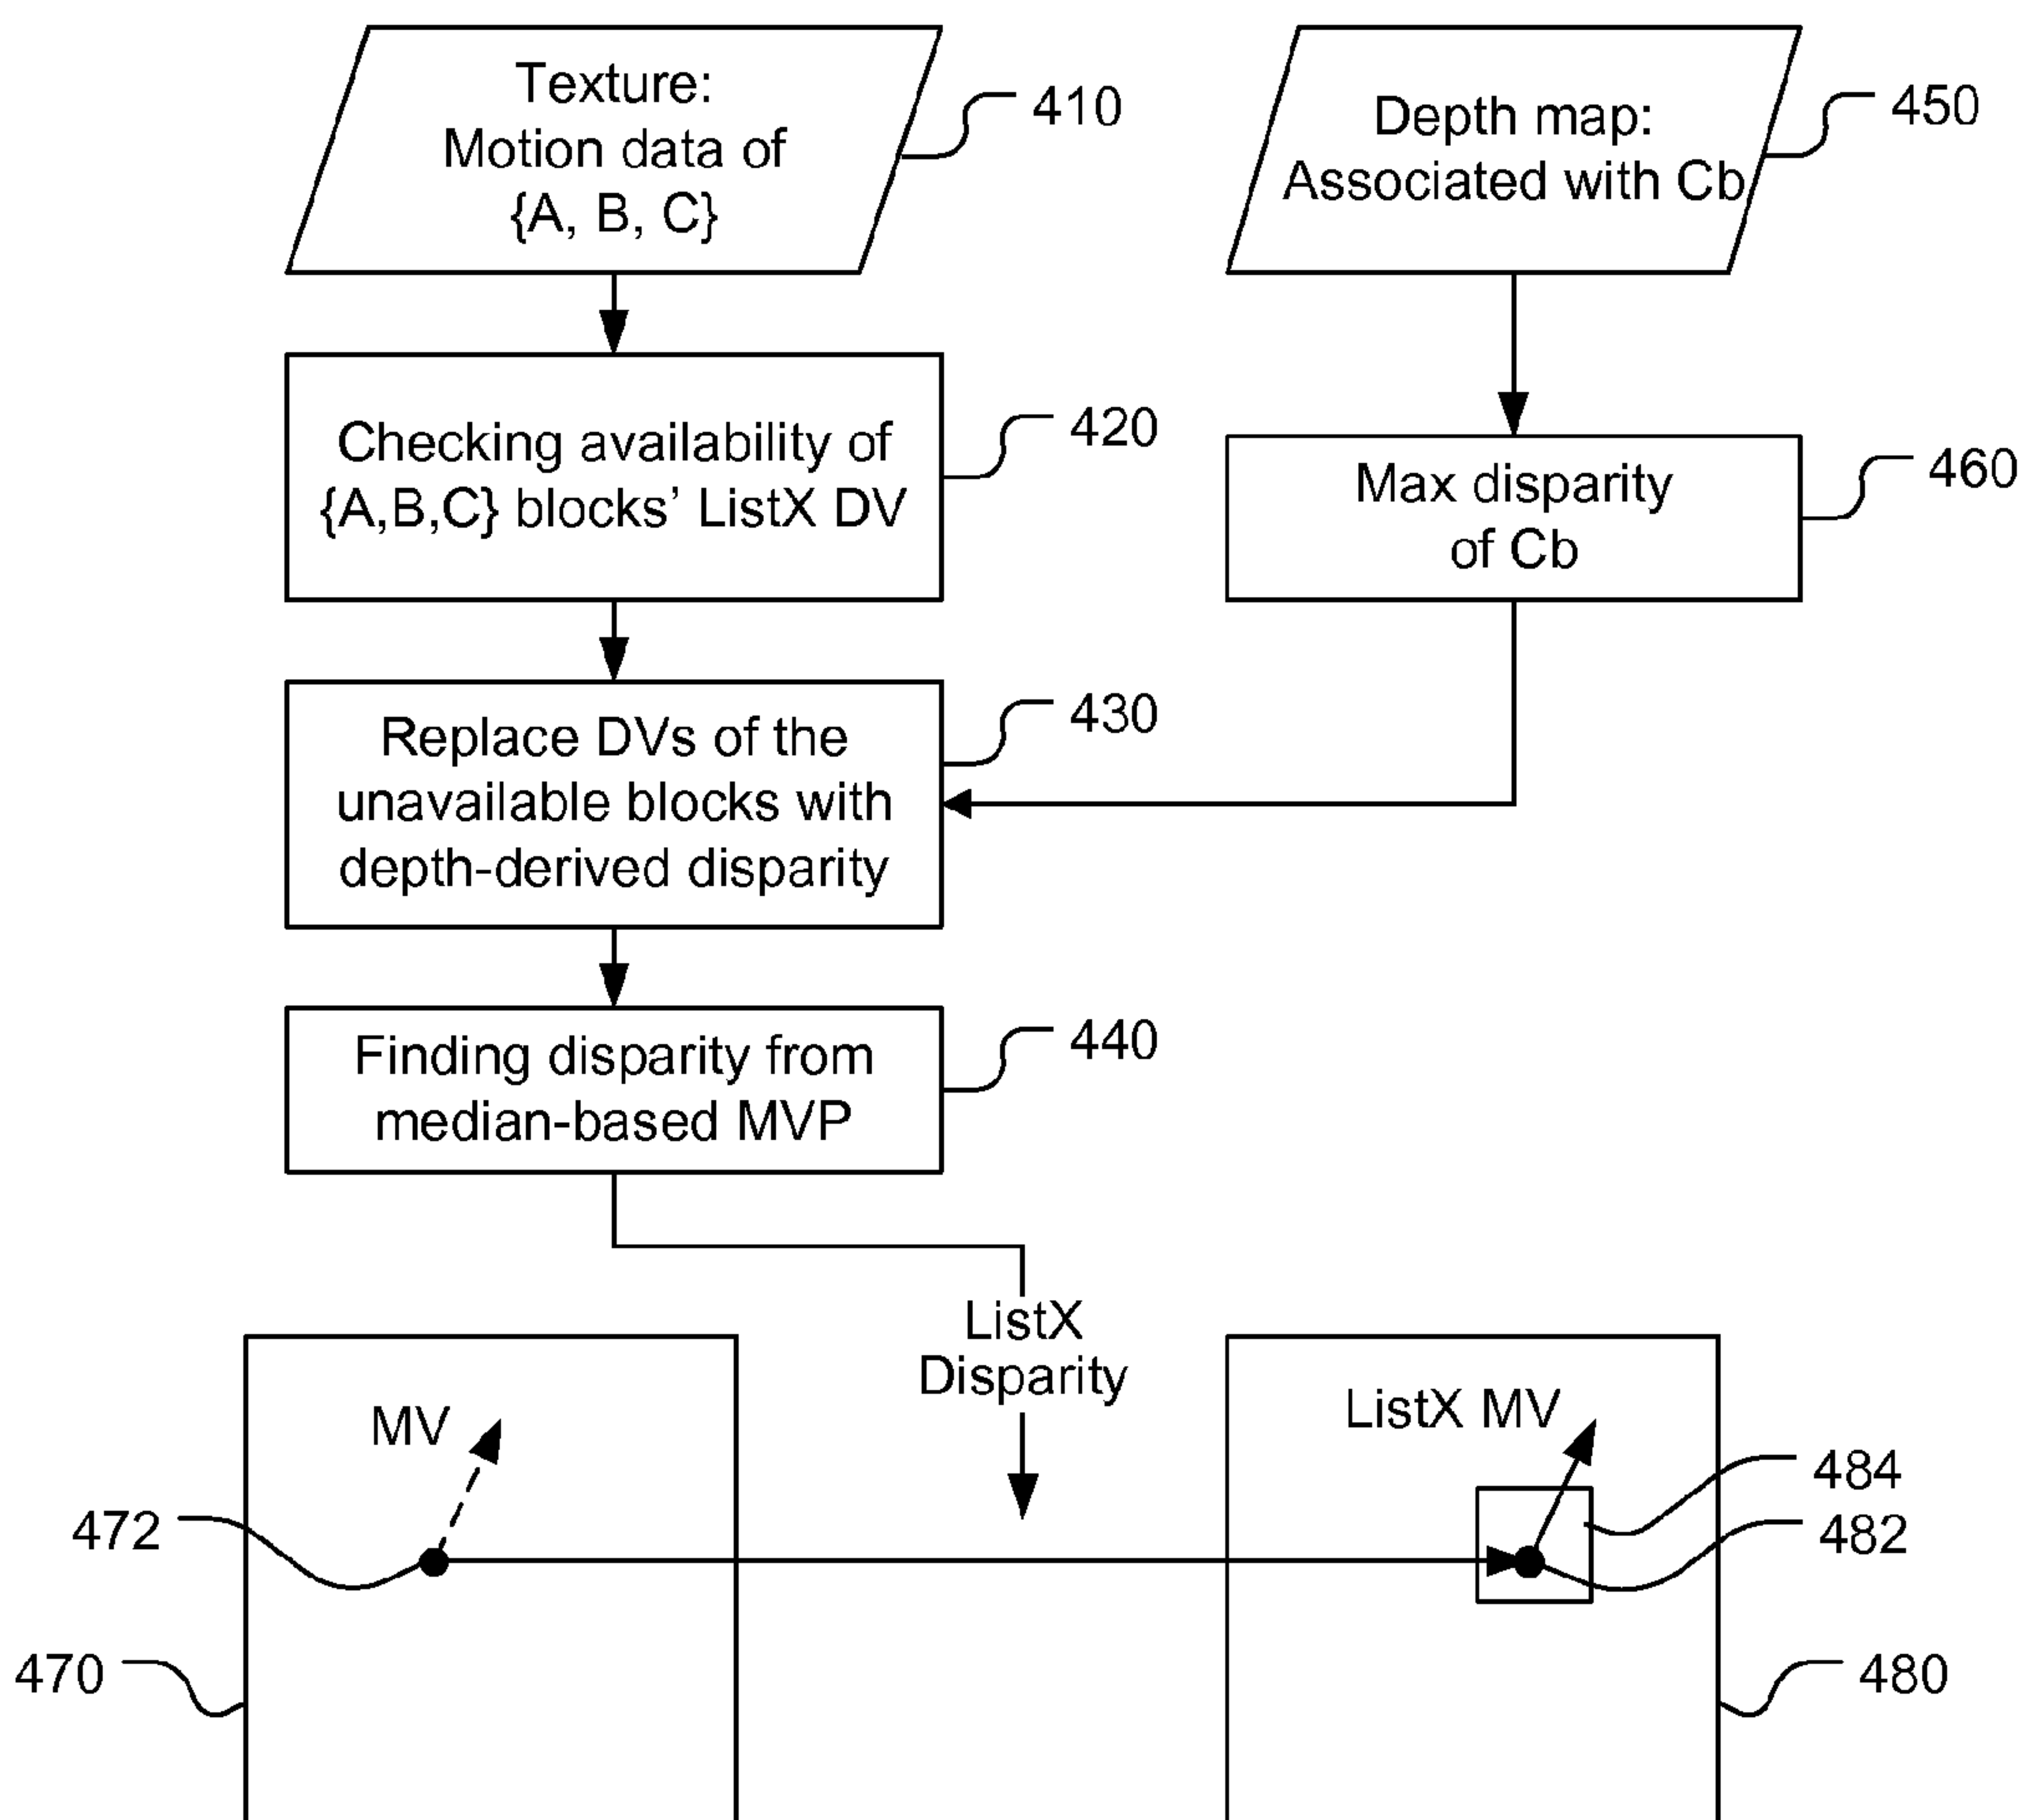 Texture:
Motion data of
{A, B, C}
410
Depth map:
Associated with Cb
450
Checking availability of
{A,B,C} blocks’ ListX DV
420
Max disparity
of Cb
460
Replace DVs of the
unavailable blocks with
depth-derived disparity
430
Finding disparity from
median-based MVP
440
ListX
Disparity
MV
ListX MV
484
472
482
470
480